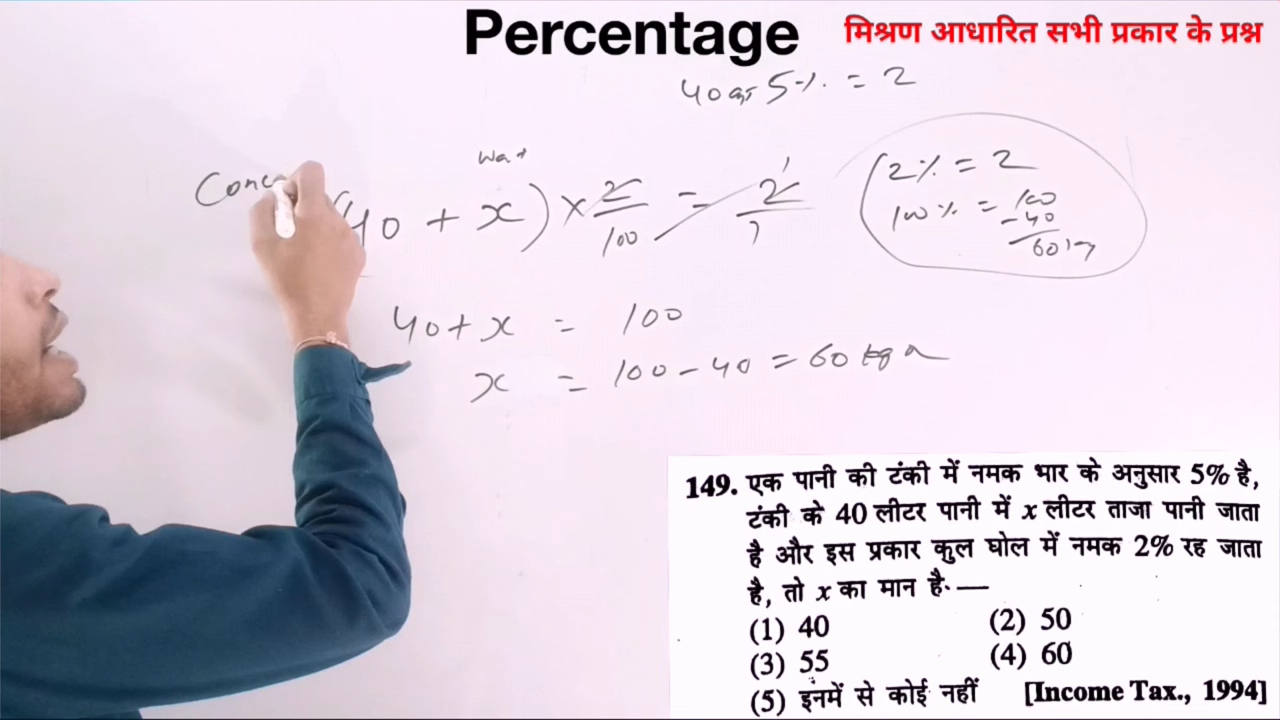 Percentage
मिश्रण आधारित सभी प्रकार के प्रश्न
40 का 5% = 2
Wat
Conc
(40 + x) × 2/100 = 2/1
2% = 2
100% = 100
-40
60
40+x = 100
x = 100 - 40 = 60
149. एक पानी की टंकी में नमक भार के अनुसार 5% है,
टंकी के 40 लीटर पानी में x लीटर ताजा पानी जाता
है और इस प्रकार कुल घोल में नमक 2% रह जाता
है, तो x का मान है- —
(1) 40 (2) 50
(3) 55 (4) 60
(5) इनमें से कोई नहीं [Income Tax., 1994]